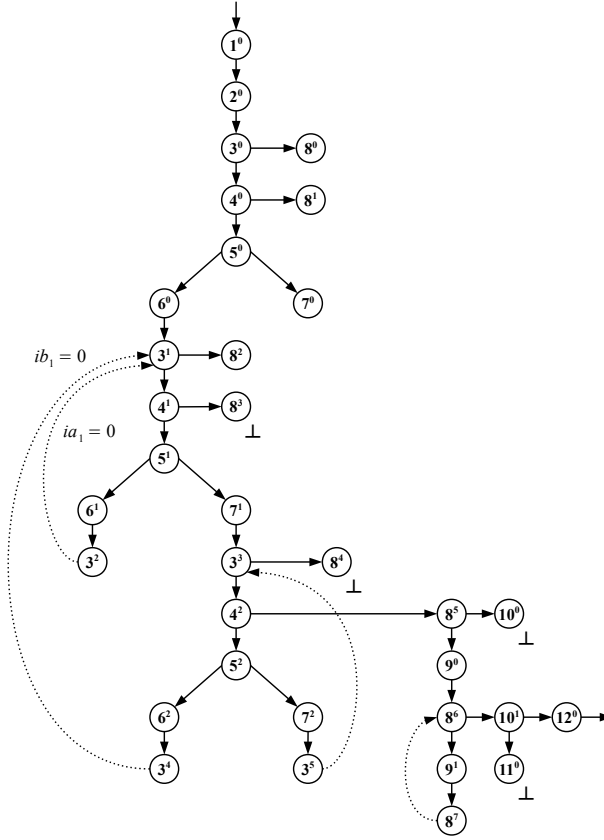 1⁰
2⁰
3⁰ 8⁰
4⁰ 8¹
5⁰
6⁰ 7⁰
ib₁ = 0 3¹ 8²
4¹ 8³
ia₁ = 0 ⊥
5¹
6¹ 7¹
3² 3³ 8⁴
⊥
4² 8⁵ 10⁰
⊥
5² 9⁰
6² 7² 8⁶ 10¹ 12⁰
3⁴ 3⁵ 9¹ 11⁰
⊥
8⁷